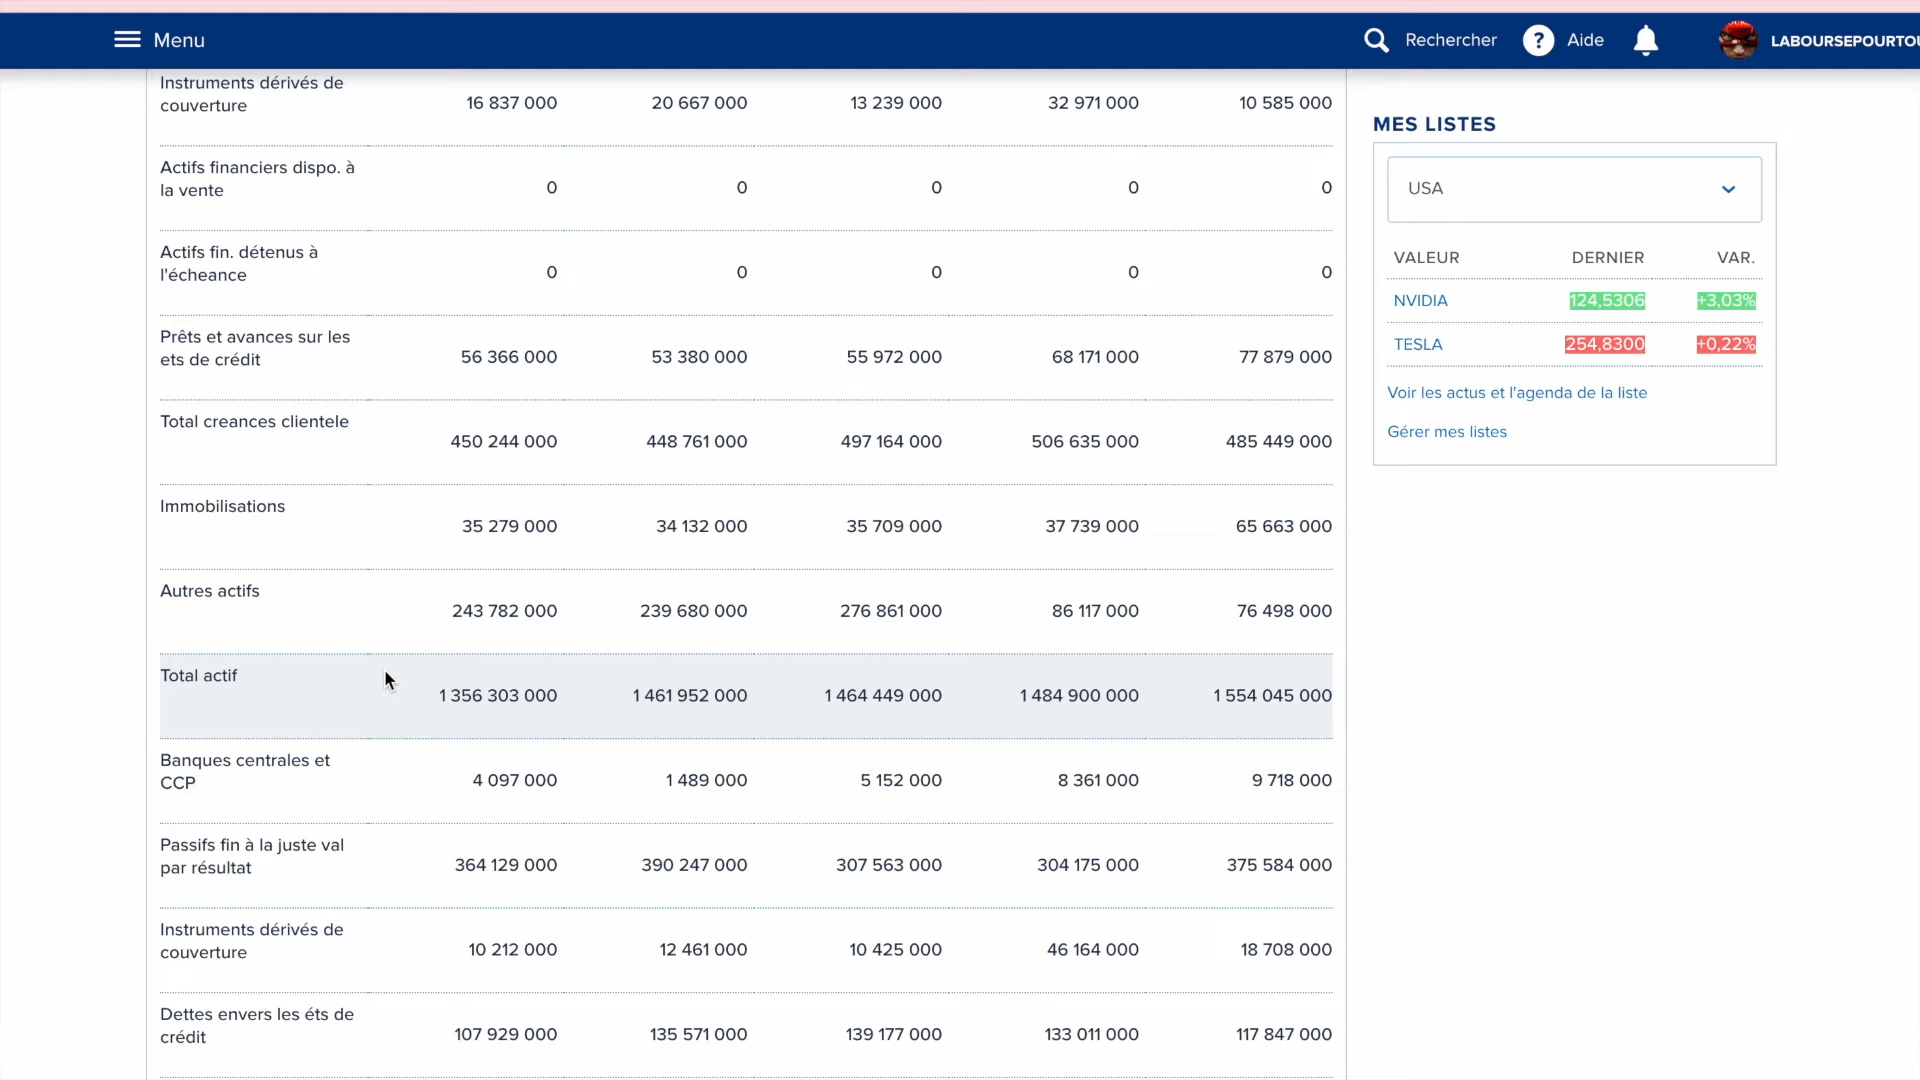 Menu
Rechercher
? Aide
LABOURSEPOURTOU
Instruments dérivés de
couverture
16 837 000 20 667 000 13 239 000 32 971 000 10 585 000
Actifs financiers dispo. à
la vente
0 0 0 0 0
Actifs fin. détenus à
l'écheance
0 0 0 0 0
Prêts et avances sur les
ets de crédit
56 366 000 53 380 000 55 972 000 68 171 000 77 879 000
Total creances clientele
450 244 000 448 761 000 497 164 000 506 635 000 485 449 000
Immobilisations
35 279 000 34 132 000 35 709 000 37 739 000 65 663 000
Autres actifs
243 782 000 239 680 000 276 861 000 86 117 000 76 498 000
Total actif
1 356 303 000 1 461 952 000 1 464 449 000 1 484 900 000 1 554 045 000
Banques centrales et
CCP
4 097 000 1 489 000 5 152 000 8 361 000 9 718 000
Passifs fin à la juste val
par résultat
364 129 000 390 247 000 307 563 000 304 175 000 375 584 000
Instruments dérivés de
couverture
10 212 000 12 461 000 10 425 000 46 164 000 18 708 000
Dettes envers les éts de
crédit
107 929 000 135 571 000 139 177 000 133 011 000 117 847 000
MES LISTES
USA
VALEUR DERNIER VAR.
NVIDIA 124,5306 +3,03%
TESLA 254,8300 +0,22%
Voir les actus et l'agenda de la liste
Gérer mes listes